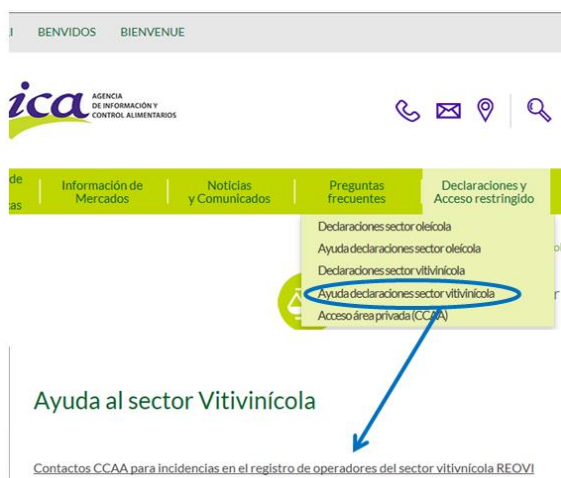 BENVIDOS BIENVENUE
ica
AGENCIA
DE INFORMACIÓN Y
CONTROL ALIMENTARIOS
de
as
Información de
Mercados
Noticias
y Comunicados
Preguntas
frecuentes
Declaraciones y
Acceso restringido
Declaraciones sector oleícola
Ayuda declaraciones sector oleícola
Declaraciones sector vitivinícola
Ayuda declaraciones sector vitivinícola
Acceso área privada (CCAA)
Ayuda al sector Vitivinícola
Contactos CCAA para incidencias en el registro de operadores del sector vitivnícola REOVI